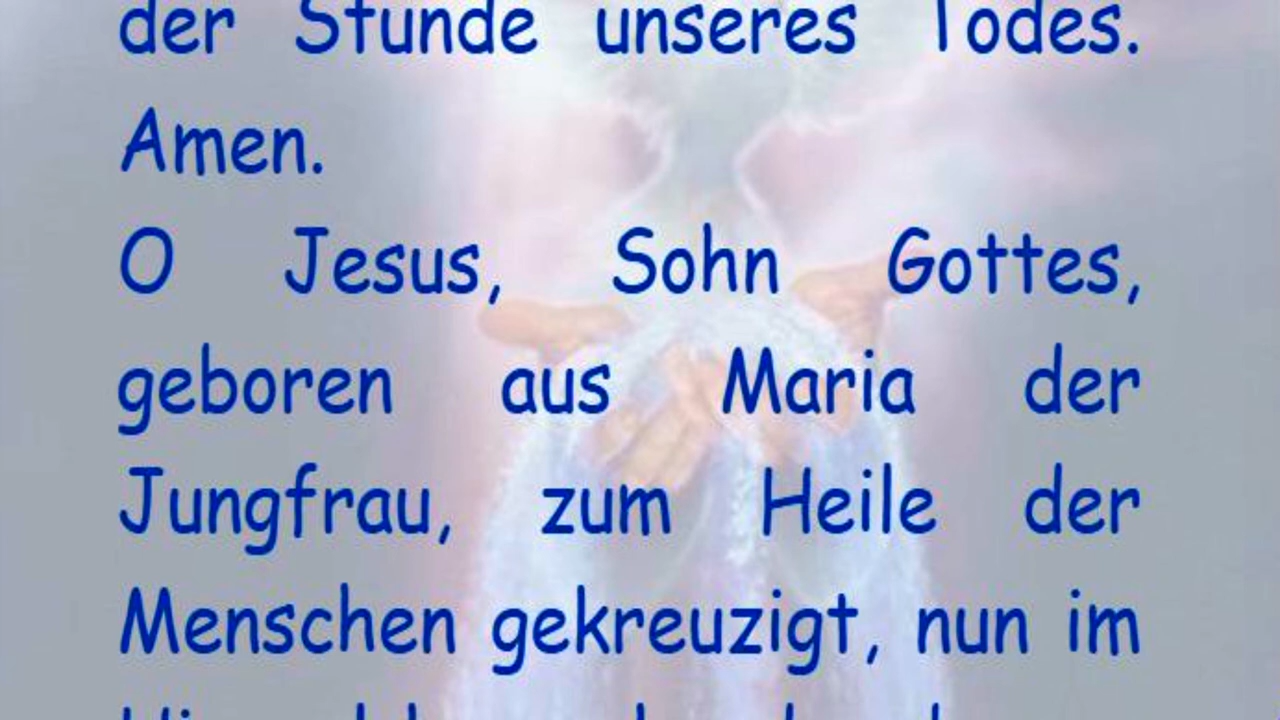 der Stunde unseres Todes.
Amen.
O Jesus, Sohn Gottes,
geboren aus Maria der
Jungfrau, zum Heile der
Menschen gekreuzigt, nun im